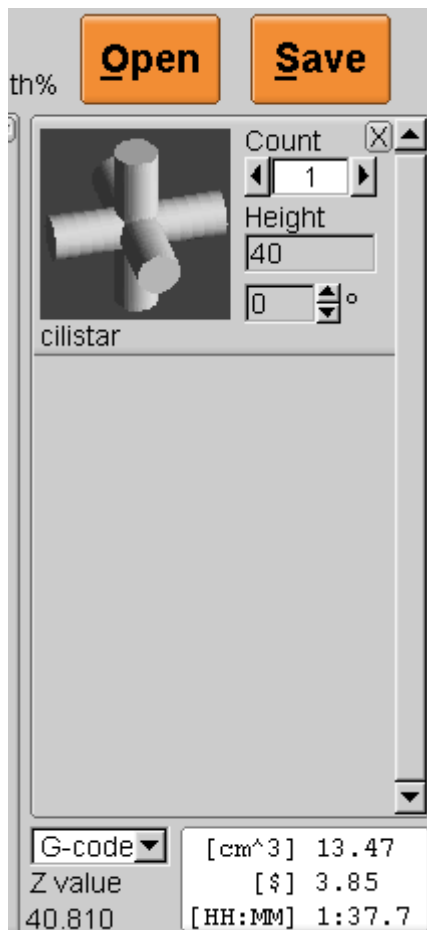 Open Save
th%
Count X
1
Height
40
0 °
cilistar
G-code
Z value
40.810
[cm^3] 13.47
[$] 3.85
[HH:MM] 1:37.7